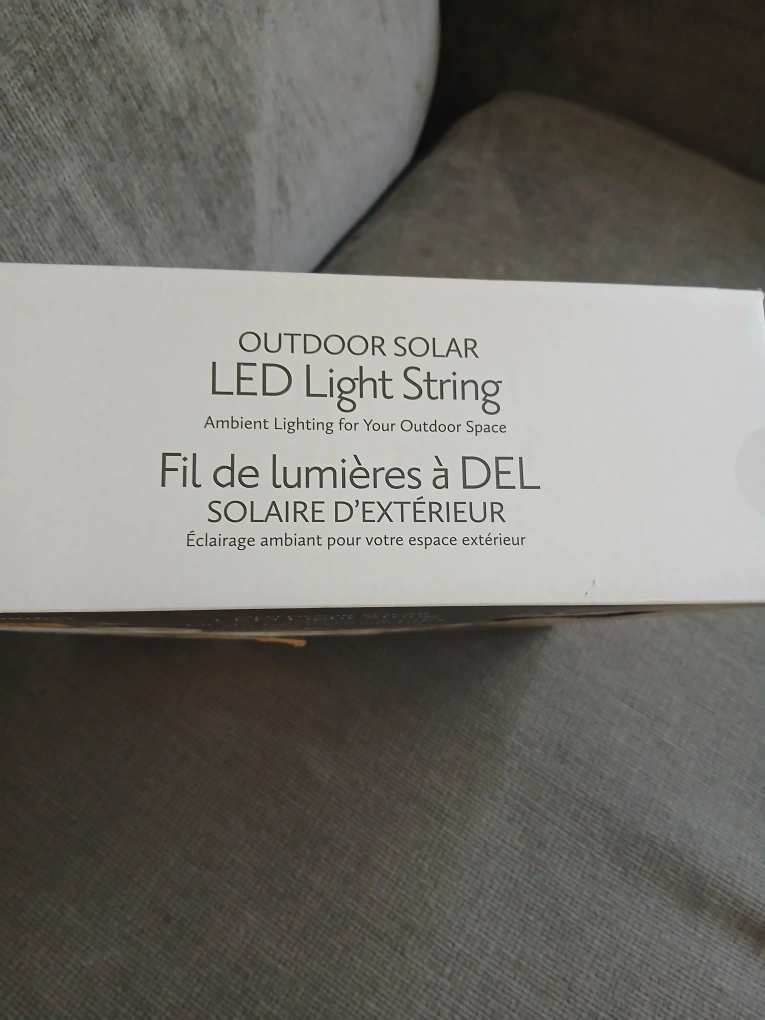 OUTDOOR SOLAR
LED Light String
Ambient Lighting for Your Outdoor Space
Fil de lumières à DEL
SOLAIRE D'EXTÉRIEUR
Éclairage ambiant pour votre espace extérieur